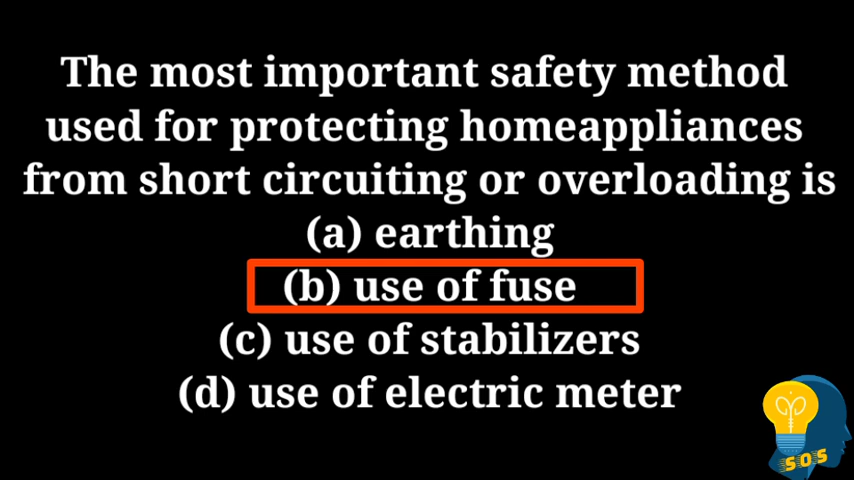 The most important safety method
used for protecting homeappliances
from short circuiting or overloading is
(a) earthing
(b) use of fuse
(c) use of stabilizers
(d) use of electric meter
SOS